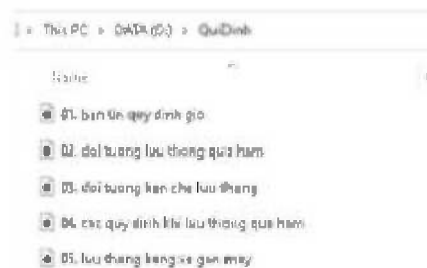 This PC > DATA (D:) > QuiDinh
Name
01. ban tin quy dinh gio
02. doi tuong luu thong qua ham
03. doi tuong han che luu thong
04. cac quy dinh khi luu thong qua ham
05. luu thong bang xe gan may